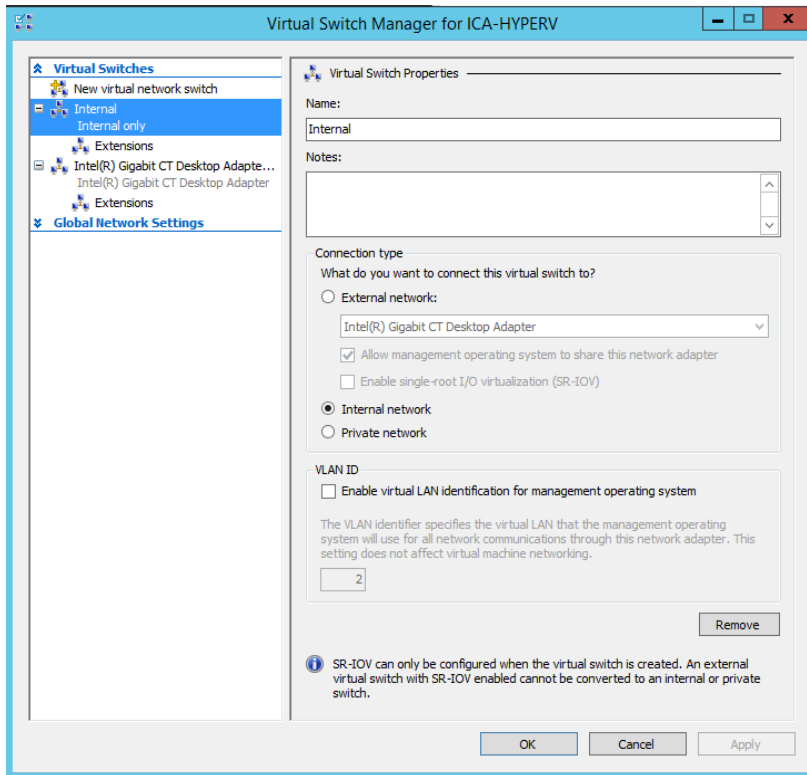 Virtual Switch Manager for ICA-HYPERV
Virtual Switches
New virtual network switch
Internal
Internal only
Extensions
Intel(R) Gigabit CT Desktop Adapte...
Intel(R) Gigabit CT Desktop Adapter
Extensions
Global Network Settings
Virtual Switch Properties
Name:
Internal
Notes:
Connection type
What do you want to connect this virtual switch to?
External network:
Intel(R) Gigabit CT Desktop Adapter
Allow management operating system to share this network adapter
Enable single-root I/O virtualization (SR-IOV)
Internal network
Private network
VLAN ID
Enable virtual LAN identification for management operating system
The VLAN identifier specifies the virtual LAN that the management operating
system will use for all network communications through this network adapter. This
setting does not affect virtual machine networking.
2
Remove
SR-IOV can only be configured when the virtual switch is created. An external
virtual switch with SR-IOV enabled cannot be converted to an internal or private
switch.
OK
Cancel
Apply